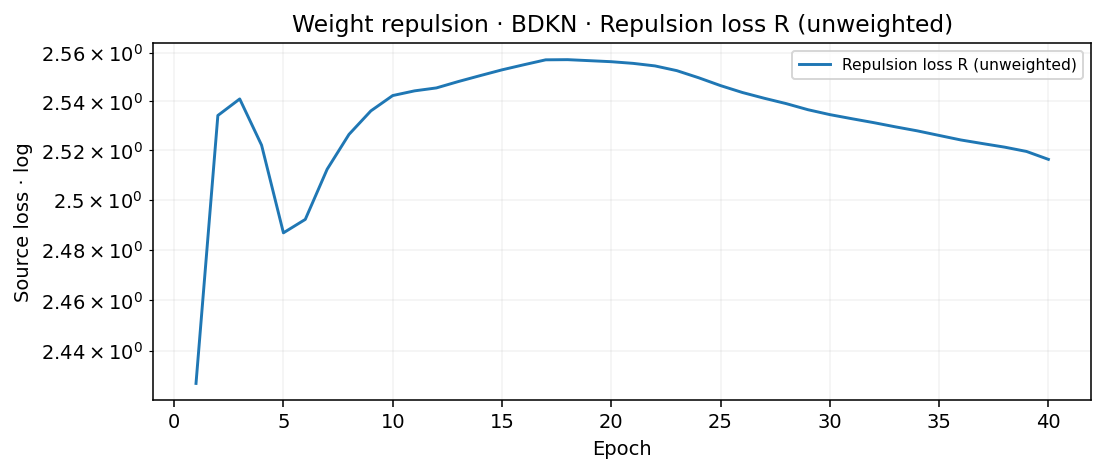 Weight repulsion · BDKN · Repulsion loss R (unweighted)
Repulsion loss R (unweighted)
Source loss · log
2.56 × 10⁰
2.54 × 10⁰
2.52 × 10⁰
2.5 × 10⁰
2.48 × 10⁰
2.46 × 10⁰
2.44 × 10⁰
0 5 10 15 20 25 30 35 40
Epoch